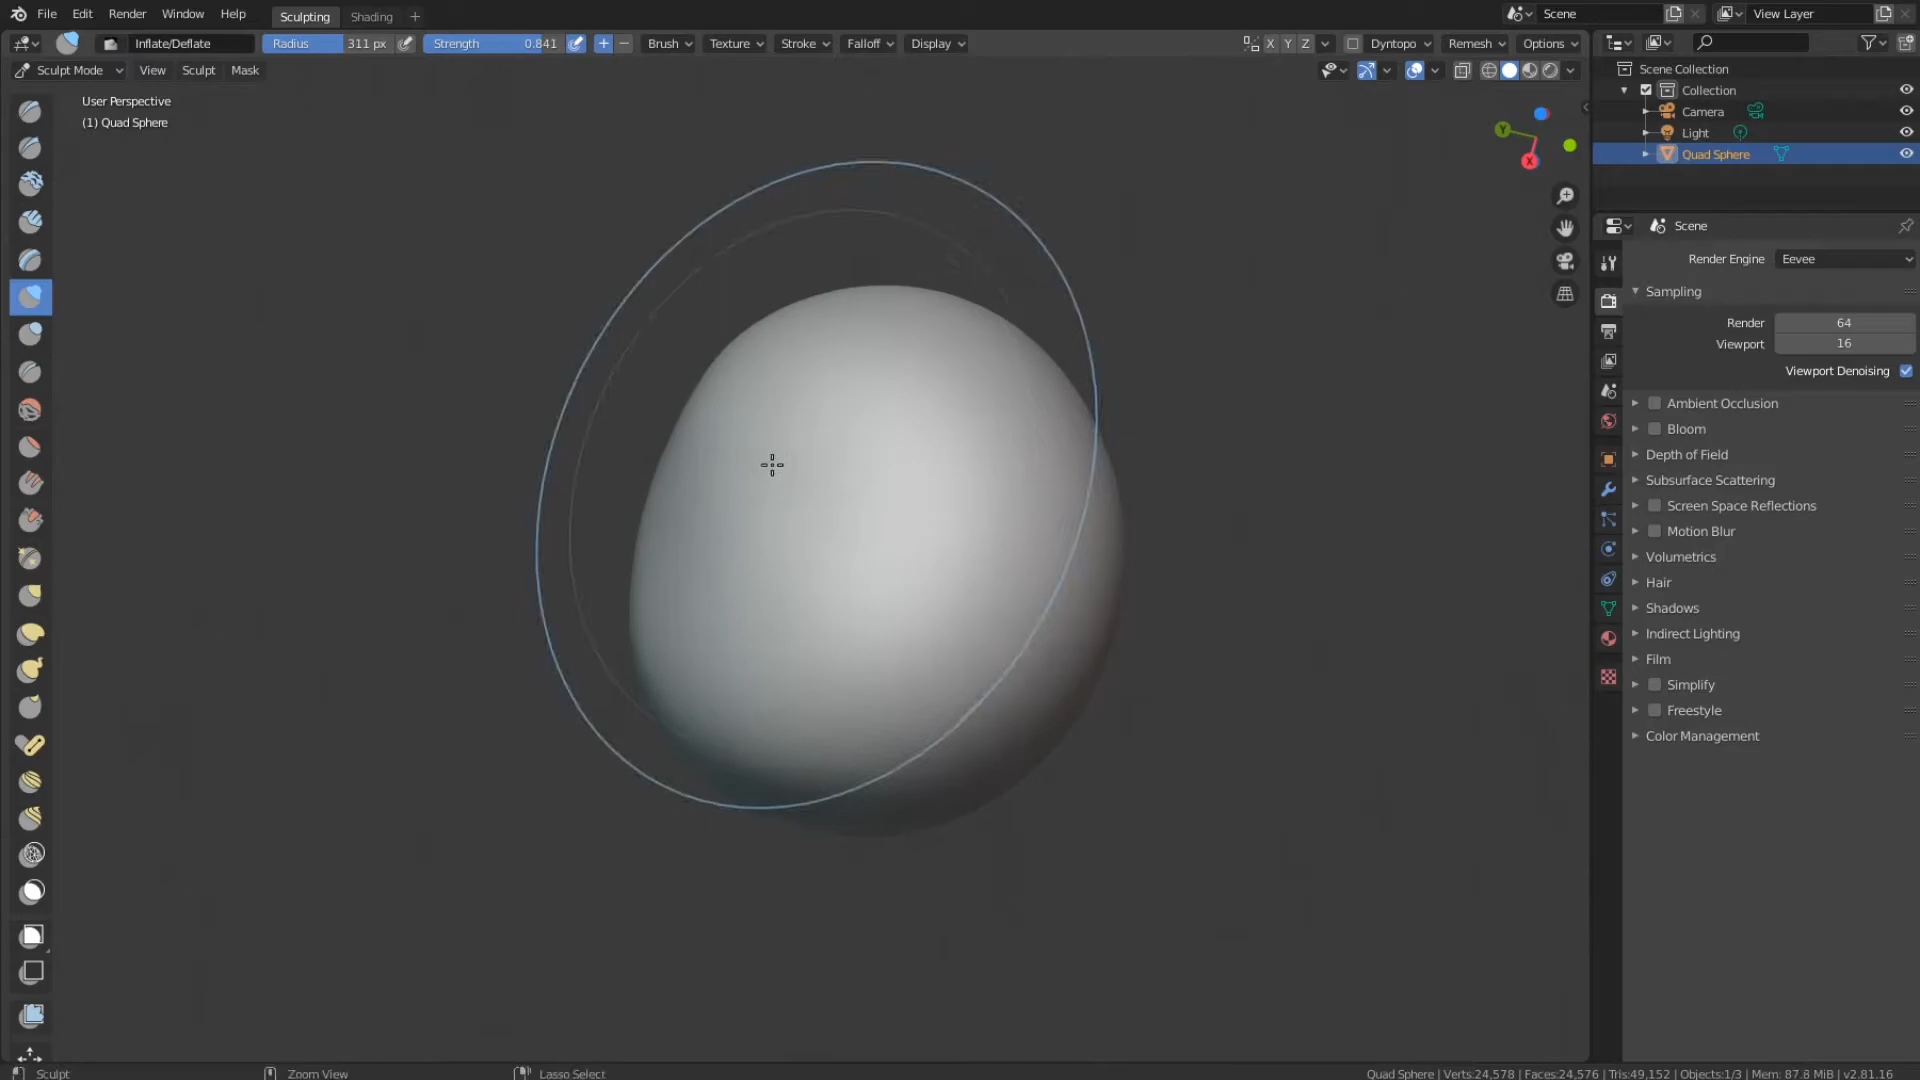 File Edit Render Window Help Sculpting Shading + Scene View Layer
Inflate/Deflate Radius 311 px Strength 0.841 + − Brush Texture Stroke Falloff Display X Y Z Dyntopo Remesh Options
Sculpt Mode View Sculpt Mask
User Perspective
(1) Quad Sphere
Y
X
Scene Collection
Collection
Camera
Light
Quad Sphere
Scene
Render Engine Eevee
Sampling
Render 64
Viewport 16
Viewport Denoising
Ambient Occlusion
Bloom
Depth of Field
Subsurface Scattering
Screen Space Reflections
Motion Blur
Volumetrics
Hair
Shadows
Indirect Lighting
Film
Simplify
Freestyle
Color Management
Sculpt Zoom View Lasso Select Quad Sphere | Verts:24,578 | Faces:24,576 | Tris:49,152 | Objects:1/3 | Mem: 87.8 MiB | v2.81.16